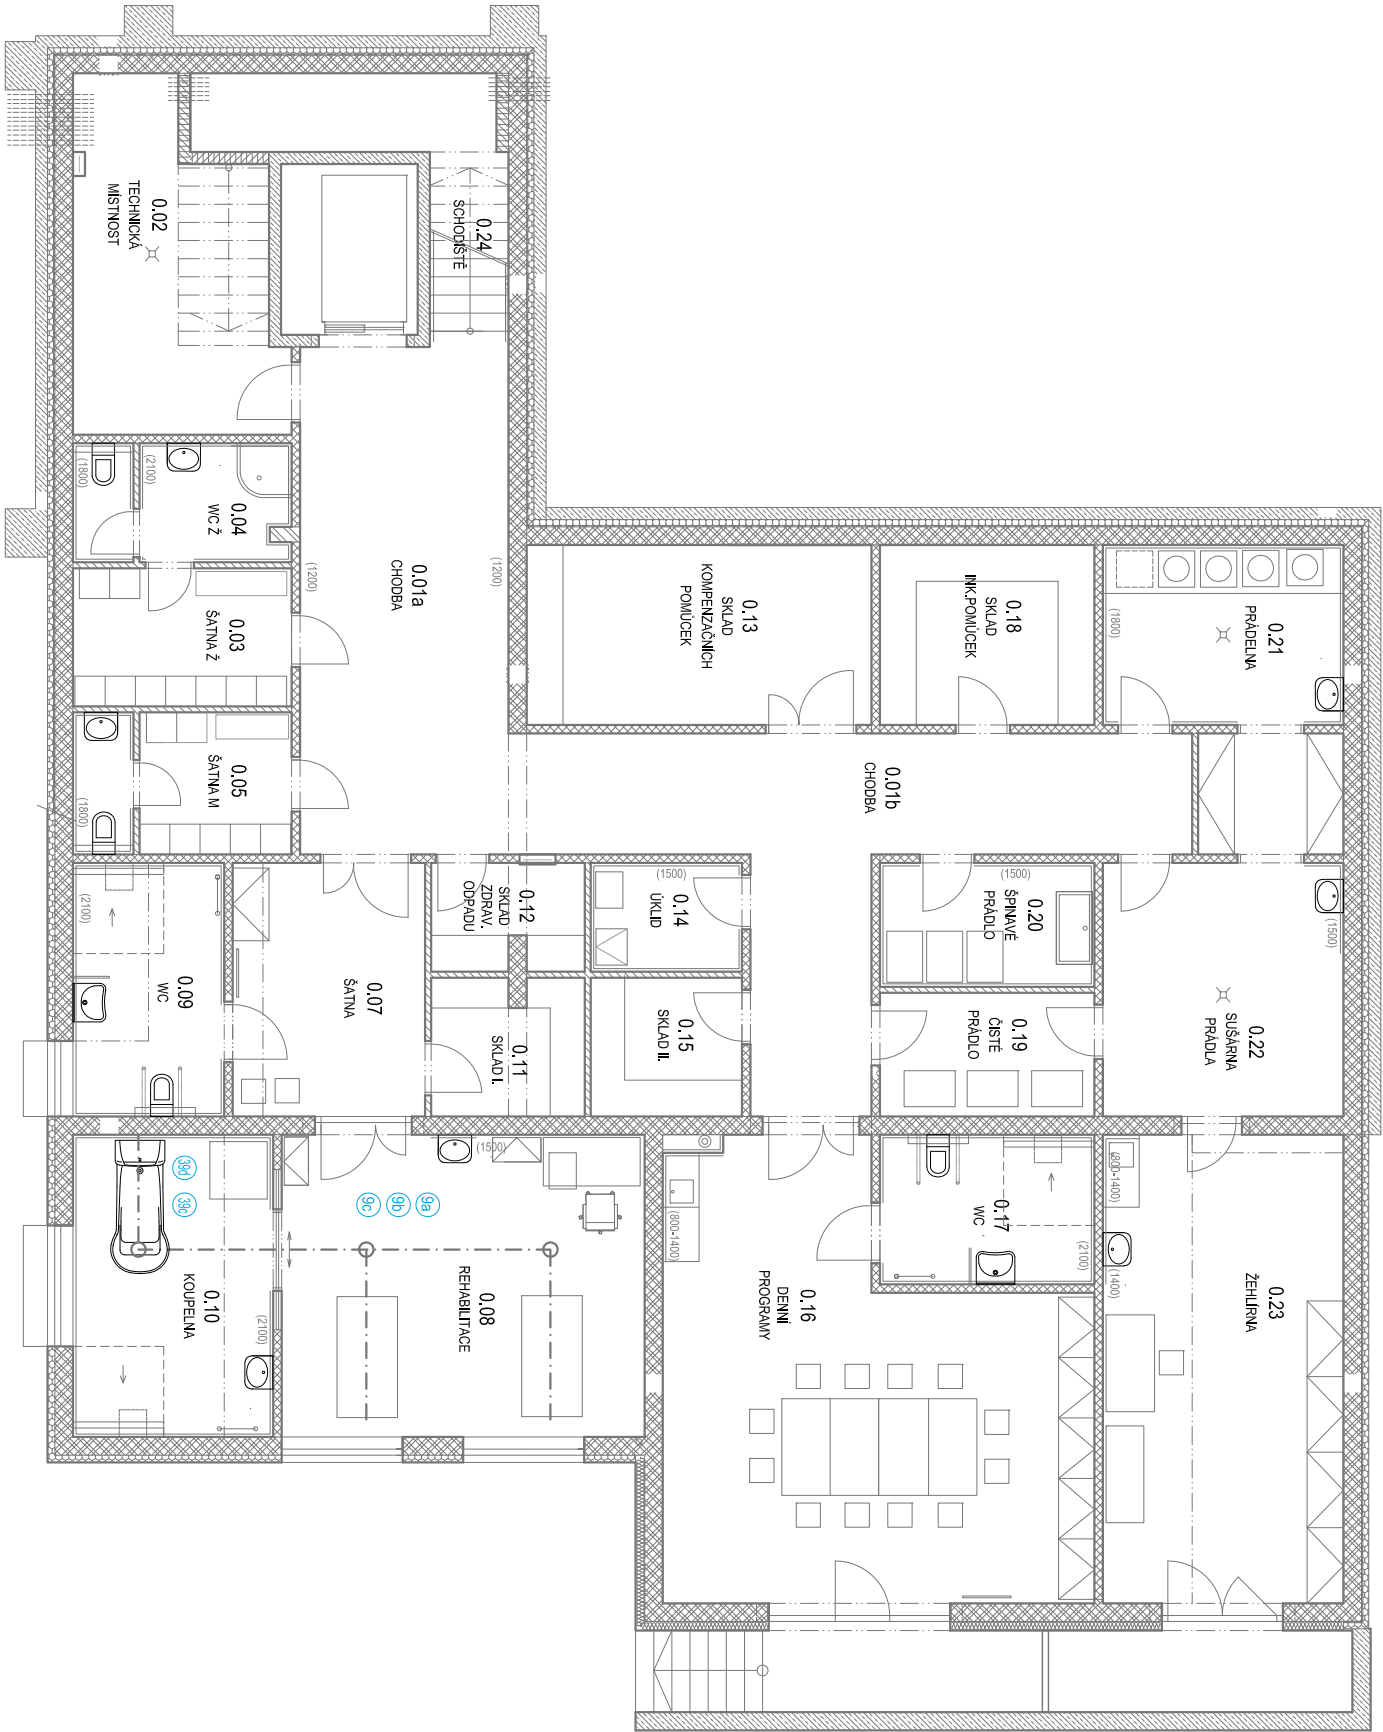 0.02
TECHNICKÁ
MÍSTNOST
0.24
SCHODIŠTĚ
(1800)
(2100)
0.04
WC Ž
(1200)
0.01a
CHODBA
(1200)
0.03
ŠATNA Ž
0.05
ŠATNA M
(1800)
0.13
SKLAD
KOMPENZAČNÍCH
POMŮCEK
0.18
SKLAD
INK.POMŮCEK
0.21
PRÁDELNA
(1800)
0.01b
CHODBA
(2100)
0.09
WC
0.07
ŠATNA
0.12
SKLAD
ZDRAV.
ODPADU
0.11
SKLAD I.
(1500)
0.14
ÚKLID
0.15
SKLAD II.
(1500)
0.20
ŠPINAVÉ
PRÁDLO
0.19
ČISTÉ
PRÁDLO
(1500)
0.22
SUŠÁRNA
PRÁDLA
39d
39c
0.10
KOUPELNA
(2100)
(1500)
9a
9b
9c
0.08
REHABILITACE
(800-1400)
0.16
DENNÍ
PROGRAMY
0.17
WC
(2100)
(800-1400)
(1400)
0.23
ŽEHLÍRNA